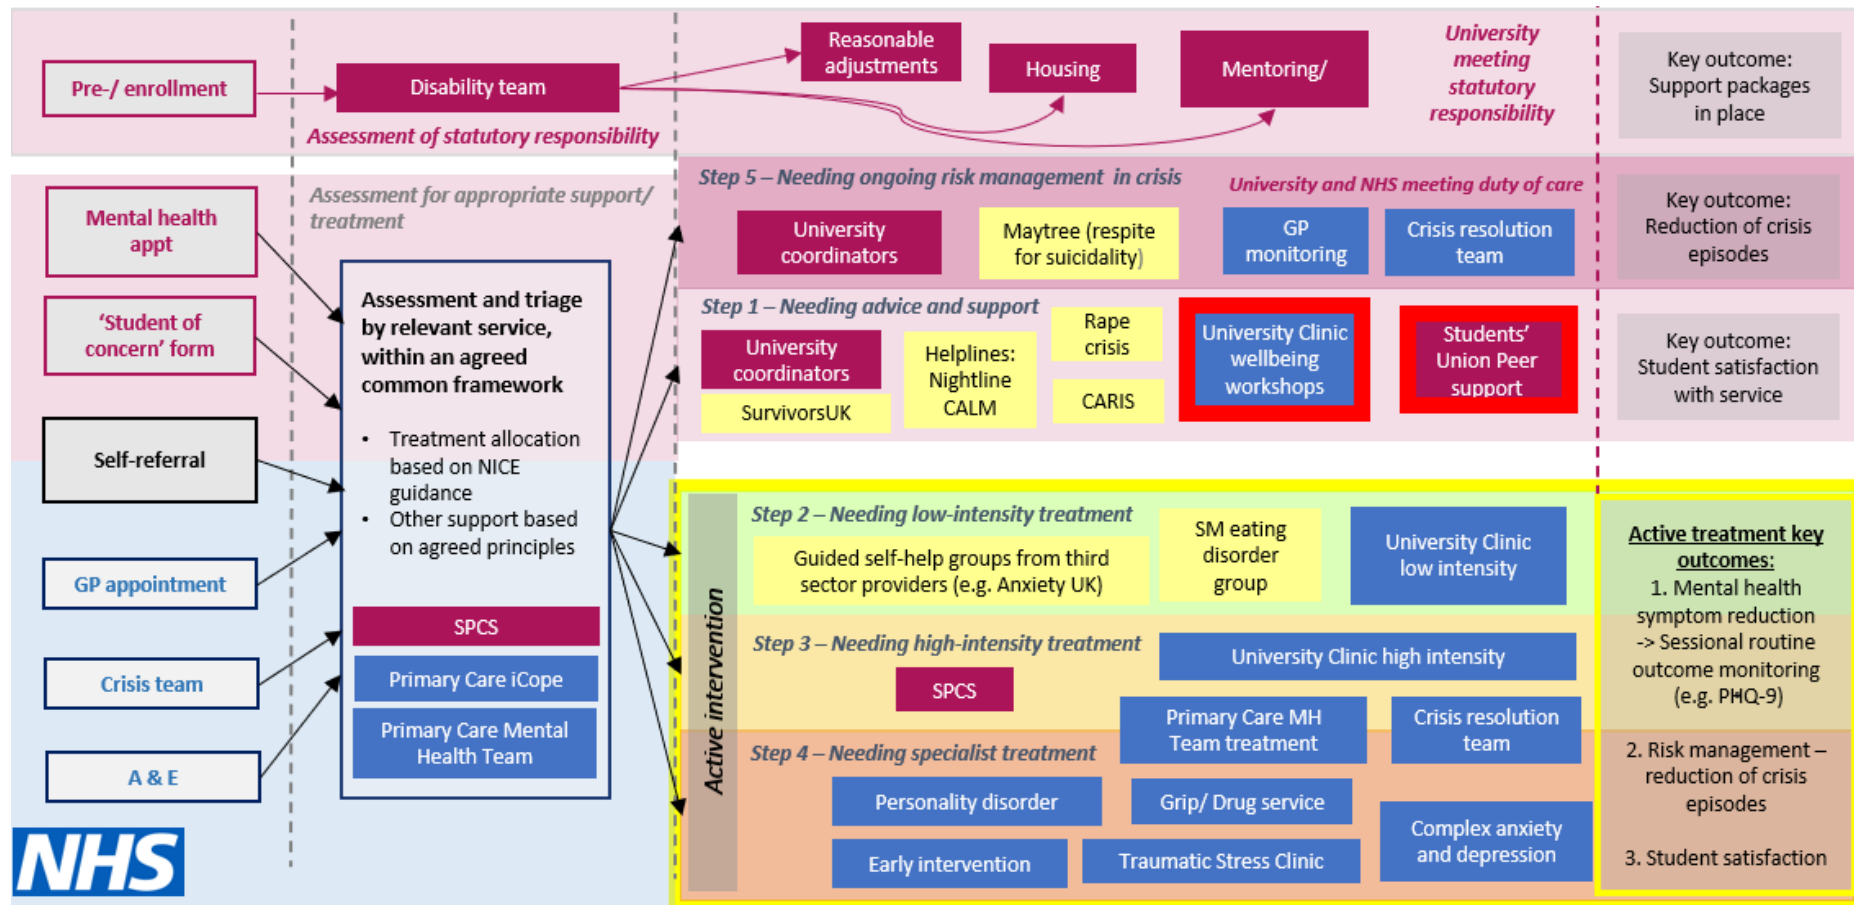 Pre-/ enrollment
Disability team
Assessment of statutory responsibility
Reasonable
adjustments
Housing
Mentoring/
University
meeting
statutory
responsibility
Key outcome:
Support packages
in place
Mental health
appt
'Student of
concern' form
Self-referral
GP appointment
Crisis team
A & E
NHS
Assessment for appropriate support/
treatment
Assessment and triage
by relevant service,
within an agreed
common framework
• Treatment allocation
based on NICE
guidance
• Other support based
on agreed principles
SPCS
Primary Care iCope
Primary Care Mental
Health Team
Step 5 – Needing ongoing risk management in crisis
University and NHS meeting duty of care
University
coordinators
Maytree (respite
for suicidality)
GP
monitoring
Crisis resolution
team
Key outcome:
Reduction of crisis
episodes
Step 1 – Needing advice and support
University
coordinators
SurvivorsUK
Helplines:
Nightline
CALM
Rape
crisis
CARIS
University Clinic
wellbeing
workshops
Students'
Union Peer
support
Key outcome:
Student satisfaction
with service
Active intervention
Step 2 – Needing low-intensity treatment
Guided self-help groups from third
sector providers (e.g. Anxiety UK)
SM eating
disorder
group
University Clinic
low intensity
Step 3 – Needing high-intensity treatment
SPCS
University Clinic high intensity
Primary Care MH
Team treatment
Crisis resolution
team
Step 4 – Needing specialist treatment
Personality disorder
Grip/ Drug service
Early intervention
Traumatic Stress Clinic
Complex anxiety
and depression
Active treatment key
outcomes:
1. Mental health
symptom reduction
-> Sessional routine
outcome monitoring
(e.g. PHQ-9)
2. Risk management –
reduction of crisis
episodes
3. Student satisfaction